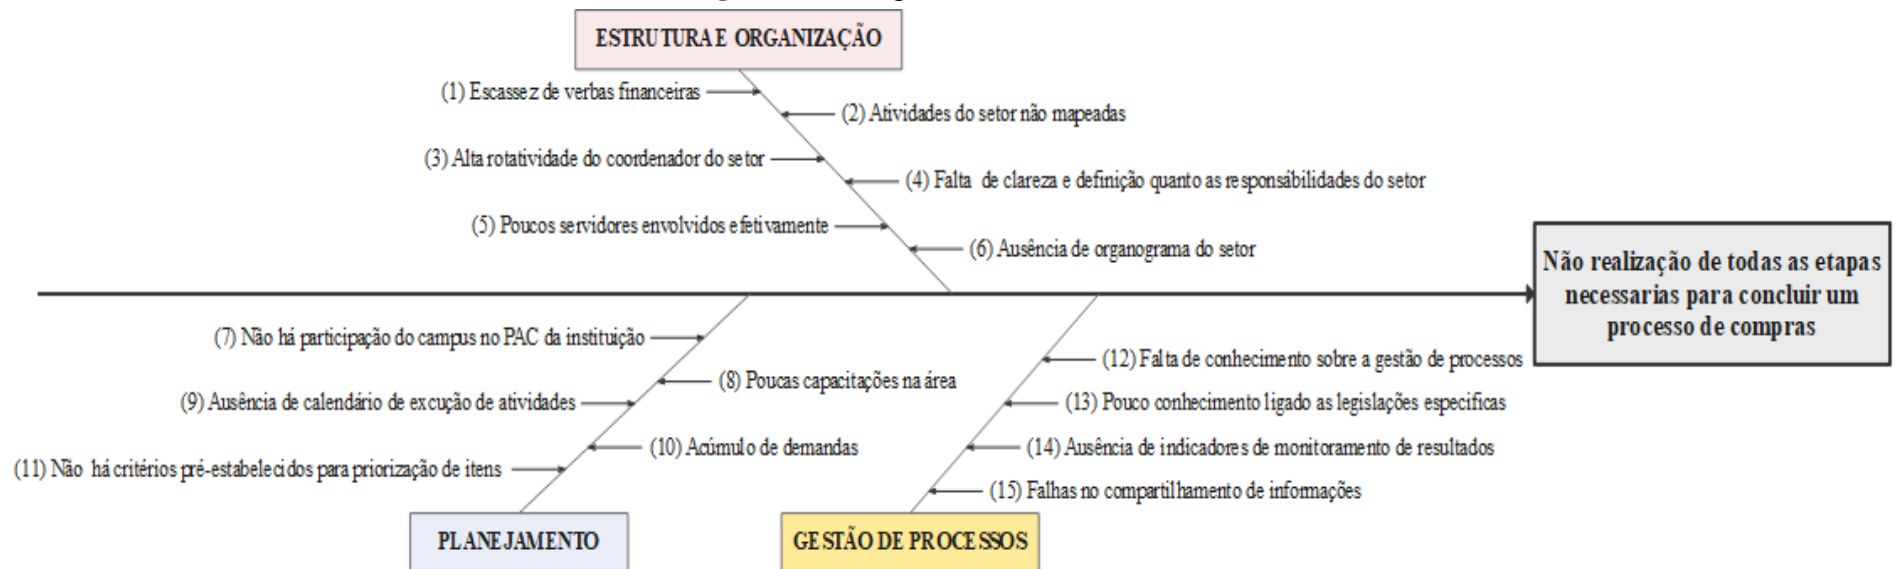 ESTRUTURA E ORGANIZAÇÃO
(1) Escassez de verbas financeiras
(2) Atividades do setor não mapeadas
(3) Alta rotatividade do coordenador do setor
(4) Falta de clareza e definição quanto as responsábilidades do setor
(5) Poucos servidores envolvidos efetivamente
(6) Ausência de organograma do setor
Não realização de todas as etapas
necessarias para concluir um
processo de compras
(7) Não há participação do campus no PAC da instituição
(8) Poucas capacitações na área
(9) Ausência de calendário de excução de atividades
(10) Acúmulo de demandas
(11) Não há critérios pré-estabelecidos para priorização de itens
(12) Falta de conhecimento sobre a gestão de processos
(13) Pouco conhecimento ligado as legislações especificas
(14) Ausência de indicadores de monitoramento de resultados
(15) Falhas no compartilhamento de informações
PLANEJAMENTO
GESTÃO DE PROCESSOS